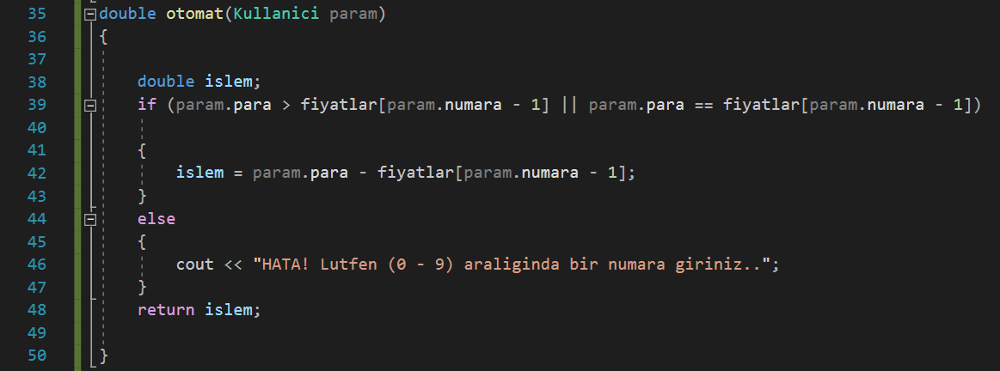 35 double otomat(Kullanici param)
36 {
37
38 double islem;
39 if (param.para > fiyatlar[param.numara - 1] || param.para == fiyatlar[param.numara - 1])
40
41 {
42 islem = param.para - fiyatlar[param.numara - 1];
43 }
44 else
45 {
46 cout << "HATA! Lutfen (0 - 9) araliginda bir numara giriniz..";
47 }
48 return islem;
49
50 }